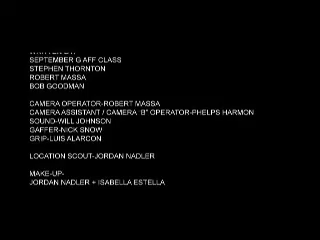 WRITTEN BY:
SEPTEMBER G AFF CLASS
STEPHEN THORNTON
ROBERT MASSA
BOB GOODMAN
CAMERA OPERATOR-ROBERT MASSA
CAMERA ASSISTANT / CAMERA B" OPERATOR-PHELPS HARMON
SOUND-WILL JOHNSON
GAFFER-NICK SNOW
GRIP-LUIS ALARCON
LOCATION SCOUT-JORDAN NADLER
MAKE-UP-
JORDAN NADLER + ISABELLA ESTELLA